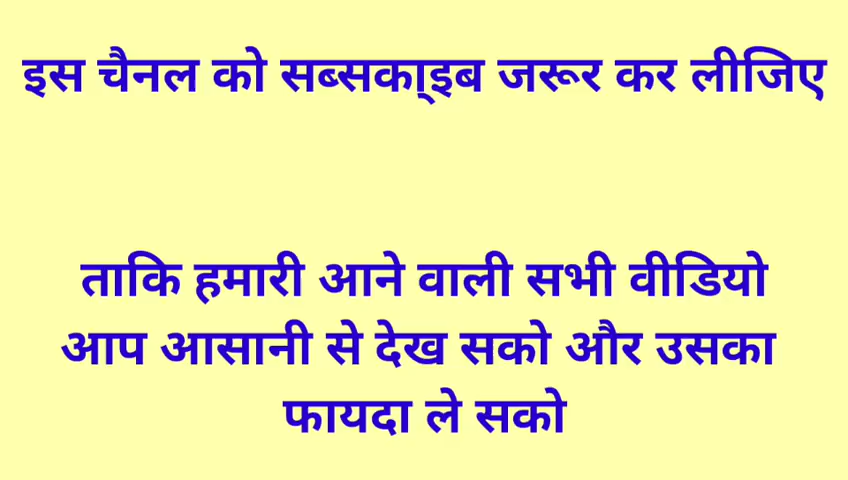 इस चैनल को सब्सका्इब जरूर कर लीजिए
ताकि हमारी आने वाली सभी वीडियो
आप आसानी से देख सको और उसका
फायदा ले सको